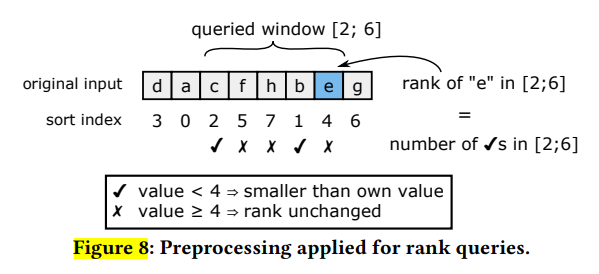 queried window [2; 6]
original input d a c f h b e g rank of "e" in [2;6]
sort index 3 0 2 5 7 1 4 6 =
✓ ✗ ✗ ✓ ✗ number of ✓s in [2;6]
✓ value < 4 ⇒ smaller than own value
✗ value ≥ 4 ⇒ rank unchanged
Figure 8: Preprocessing applied for rank queries.